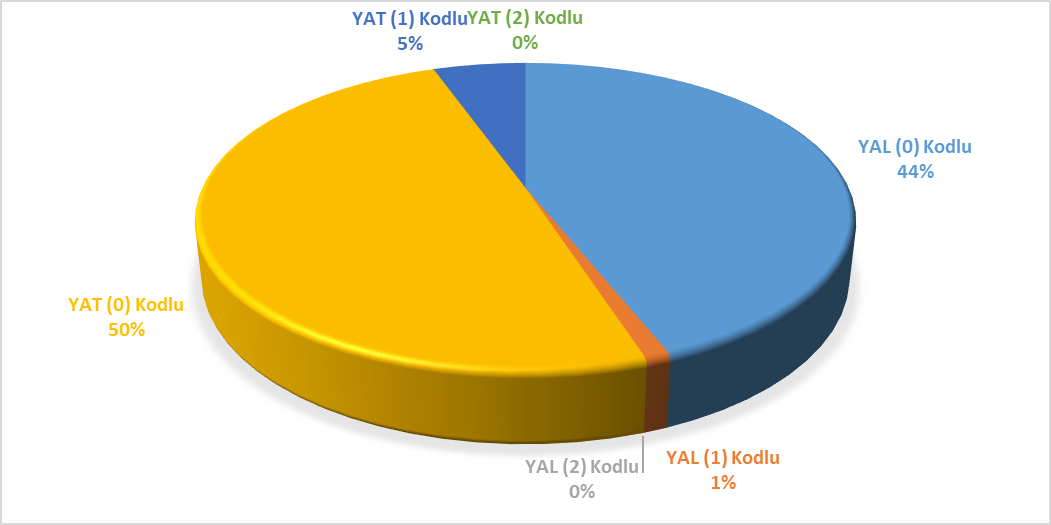 YAT (1) Kodlu
5%
YAT (2) Kodlu
0%
YAL (0) Kodlu
44%
YAT (0) Kodlu
50%
YAL (2) Kodlu
0%
YAL (1) Kodlu
1%